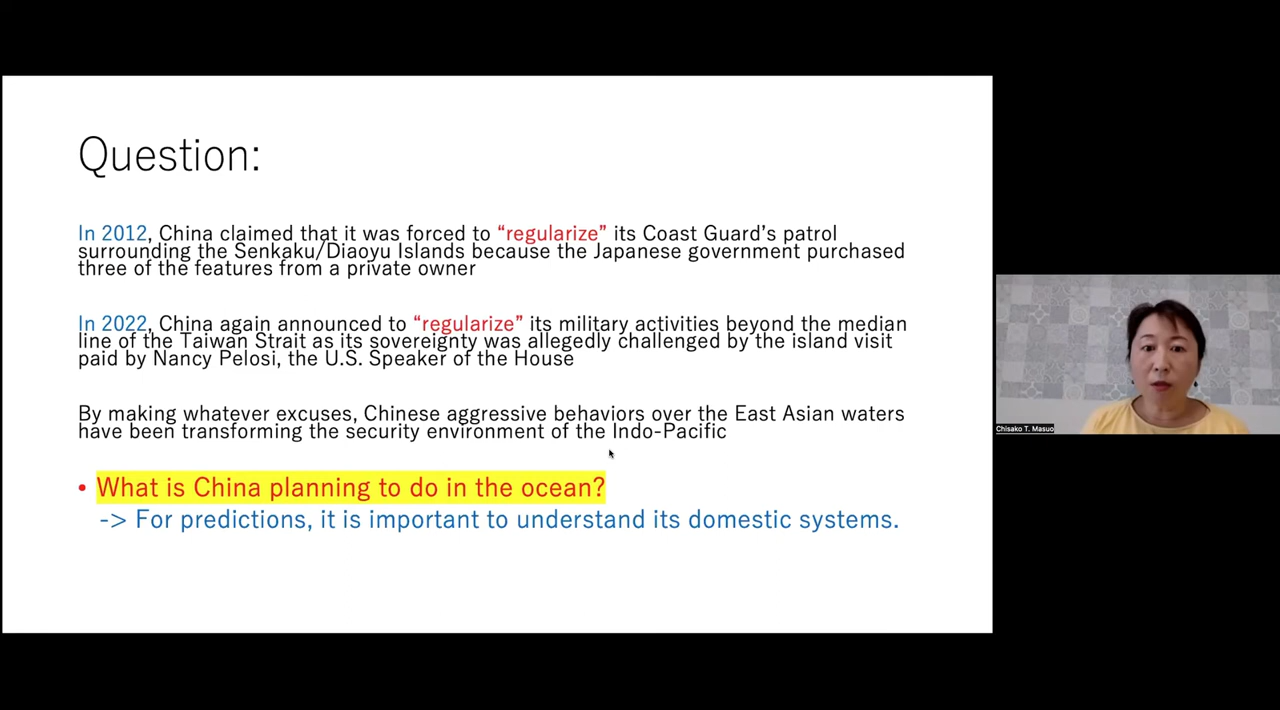 Question:
In 2012, China claimed that it was forced to “regularize” its Coast Guard’s patrol
surrounding the Senkaku/Diaoyu Islands because the Japanese government purchased
three of the features from a private owner
In 2022, China again announced to “regularize” its military activities beyond the median
line of the Taiwan Strait as its sovereignty was allegedly challenged by the island visit
paid by Nancy Pelosi, the U.S. Speaker of the House
By making whatever excuses, Chinese aggressive behaviors over the East Asian waters
have been transforming the security environment of the Indo-Pacific
• What is China planning to do in the ocean?
-> For predictions, it is important to understand its domestic systems.
Chisako T. Masuo